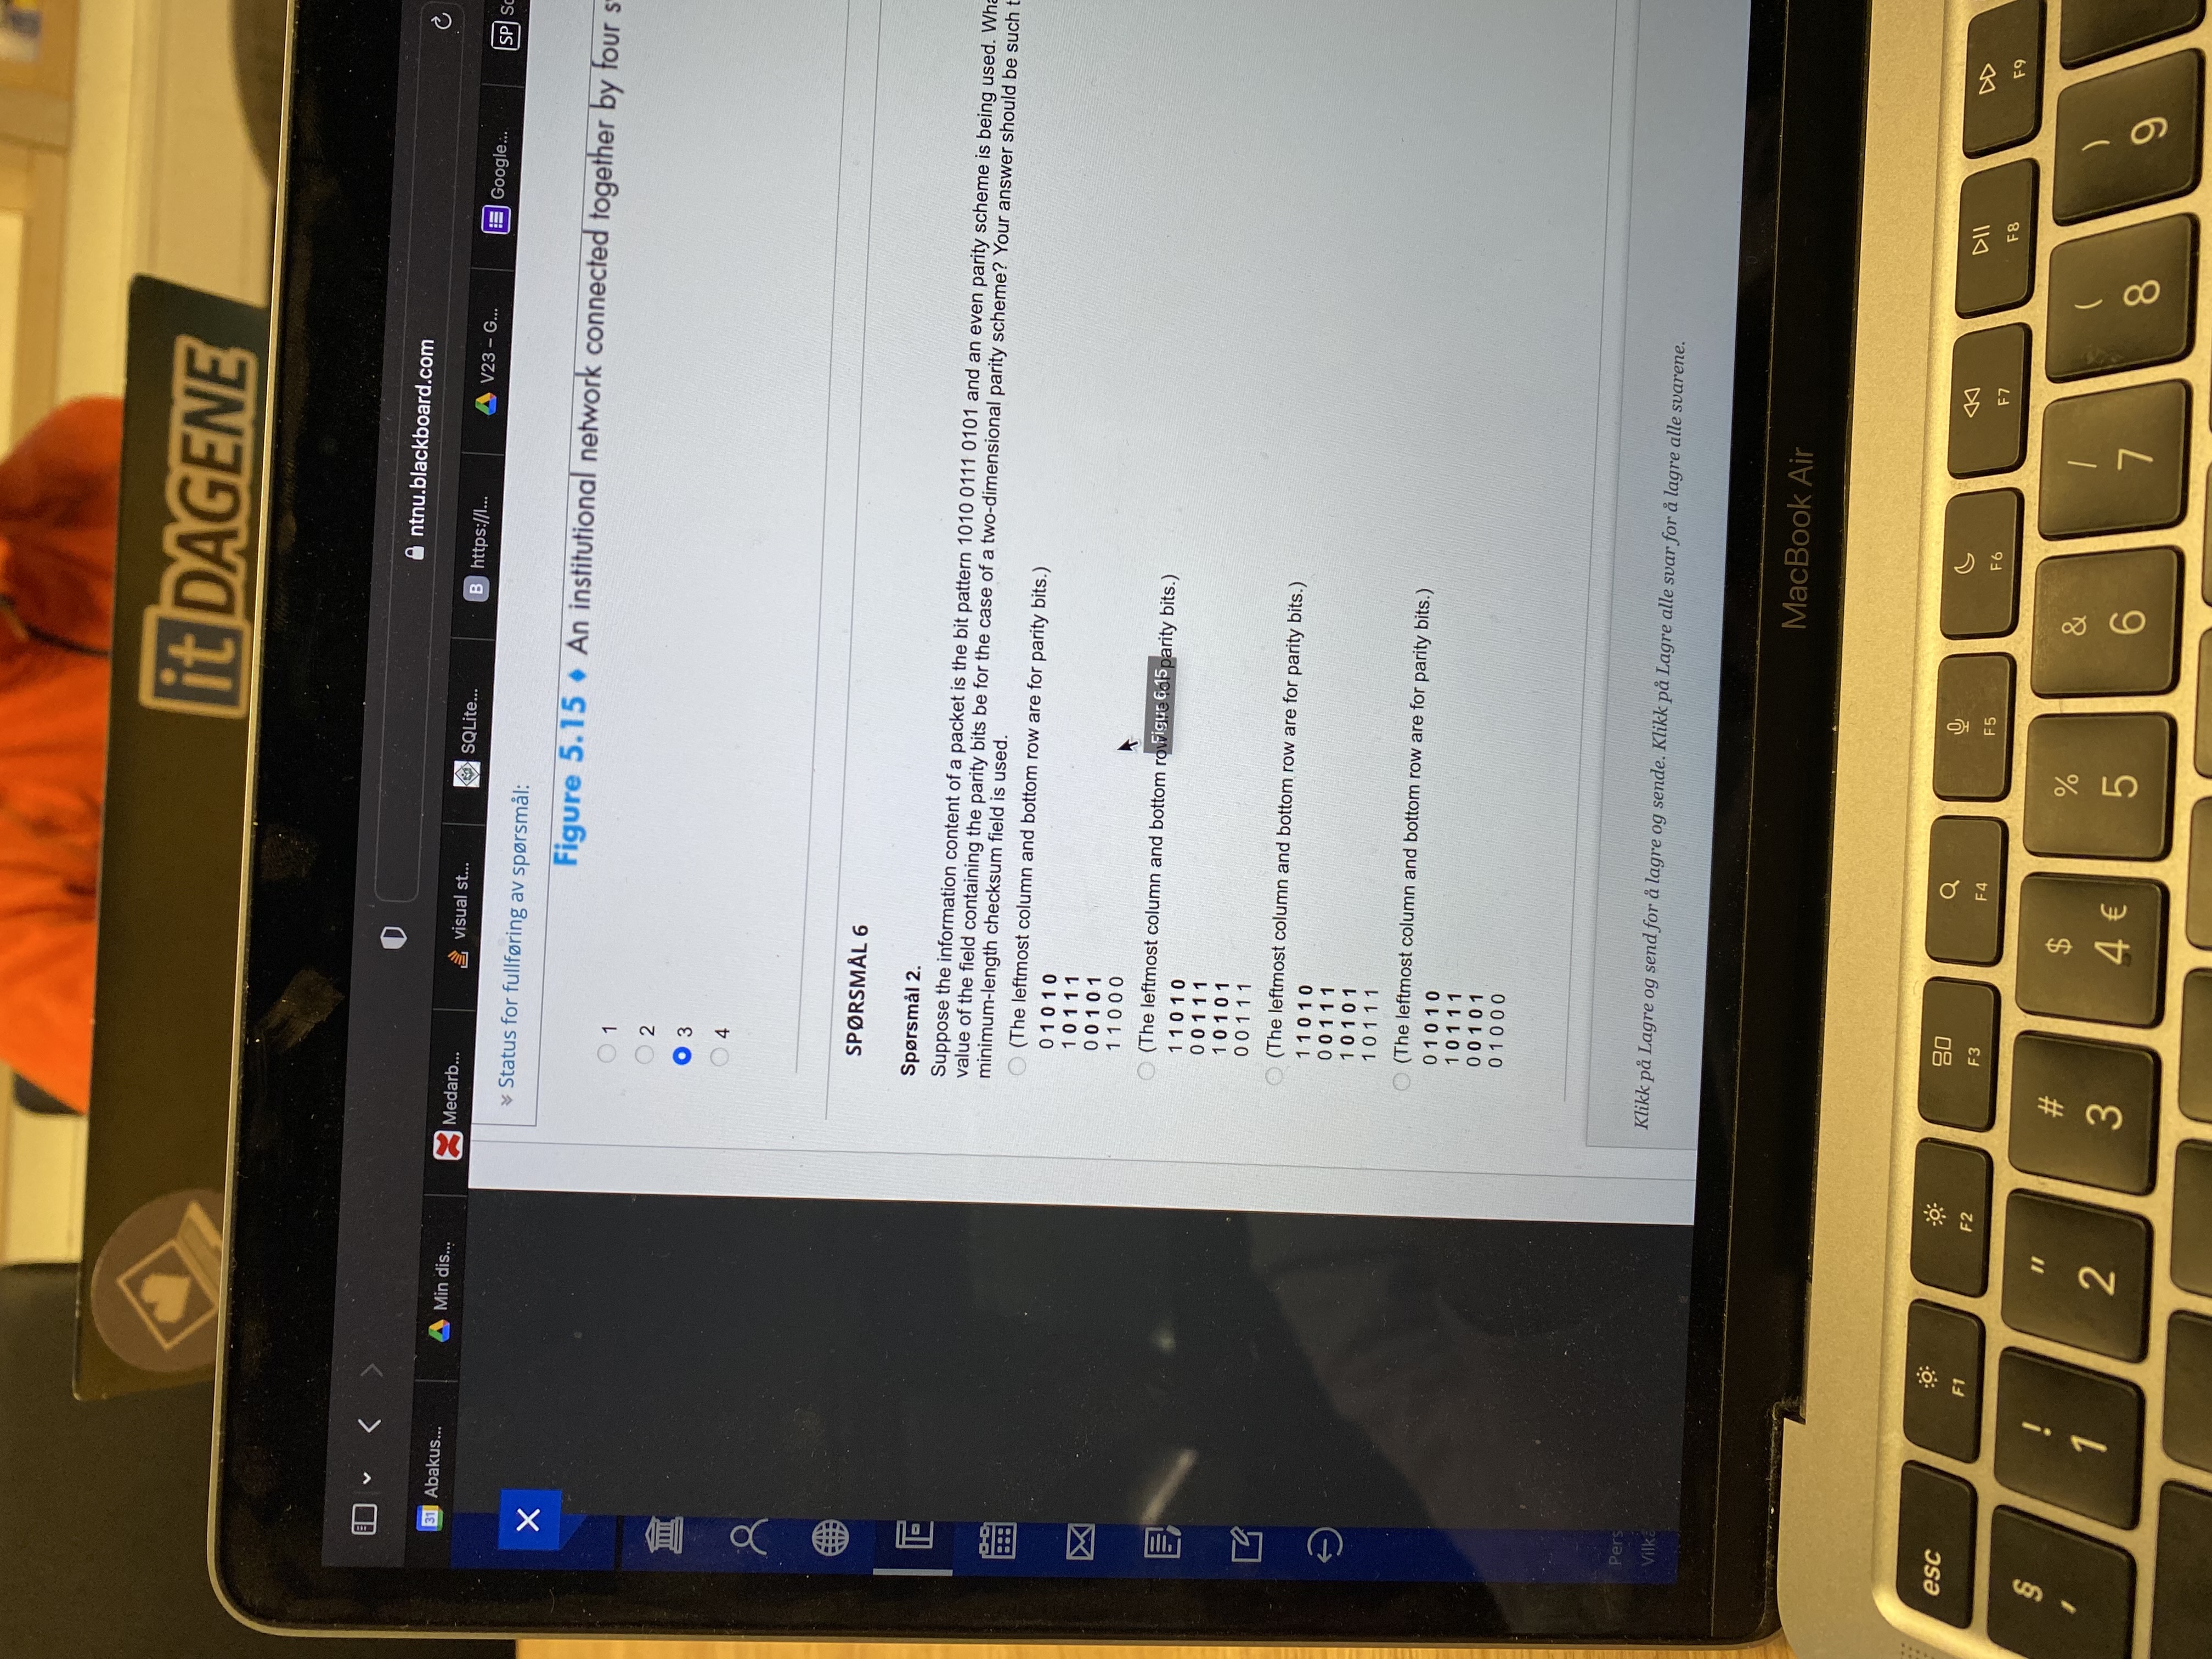 it DAGENE
ntnu.blackboard.com
31 Abakus...
Min dis...
Medarb...
visual st...
SQLite...
B https://l...
V23 – G...
Google...
SP
Status for fullføring av spørsmål:
Figure 5.15 ♦ An institutional network connected together by four s
1
2
3
4
SPØRSMÅL 6
Spørsmål 2.
Suppose the information content of a packet is the bit pattern 1010 0111 0101 and an even parity scheme is being used. Wha
value of the field containing the parity bits be for the case of a two-dimensional parity scheme? Your answer should be such t
minimum-length checksum field is used.
(The leftmost column and bottom row are for parity bits.)
0 1 0 1 0
1 0 1 1 1
0 0 1 0 1
1 1 0 0 0
(The leftmost column and bottom row are for parity bits.)
Figur 6.15
1 1 0 1 0
0 0 1 1 1
1 0 1 0 1
0 0 1 1 1
(The leftmost column and bottom row are for parity bits.)
1 1 0 1 0
0 0 1 1 1
1 0 1 0 1
1 0 1 1 1
(The leftmost column and bottom row are for parity bits.)
0 1 0 1 0
1 0 1 1 1
0 0 1 0 1
0 1 0 0 0
Pers
Vilk
Klikk på Lagre og send for å lagre og sende. Klikk på Lagre alle svar for å lagre alle svarene.
MacBook Air
esc F1 F2 F3 F4 F5 F6 F7 F8 F9
§ ! " # $ % & / ( )
' 1 2 3 4 € 5 6 7 8 9